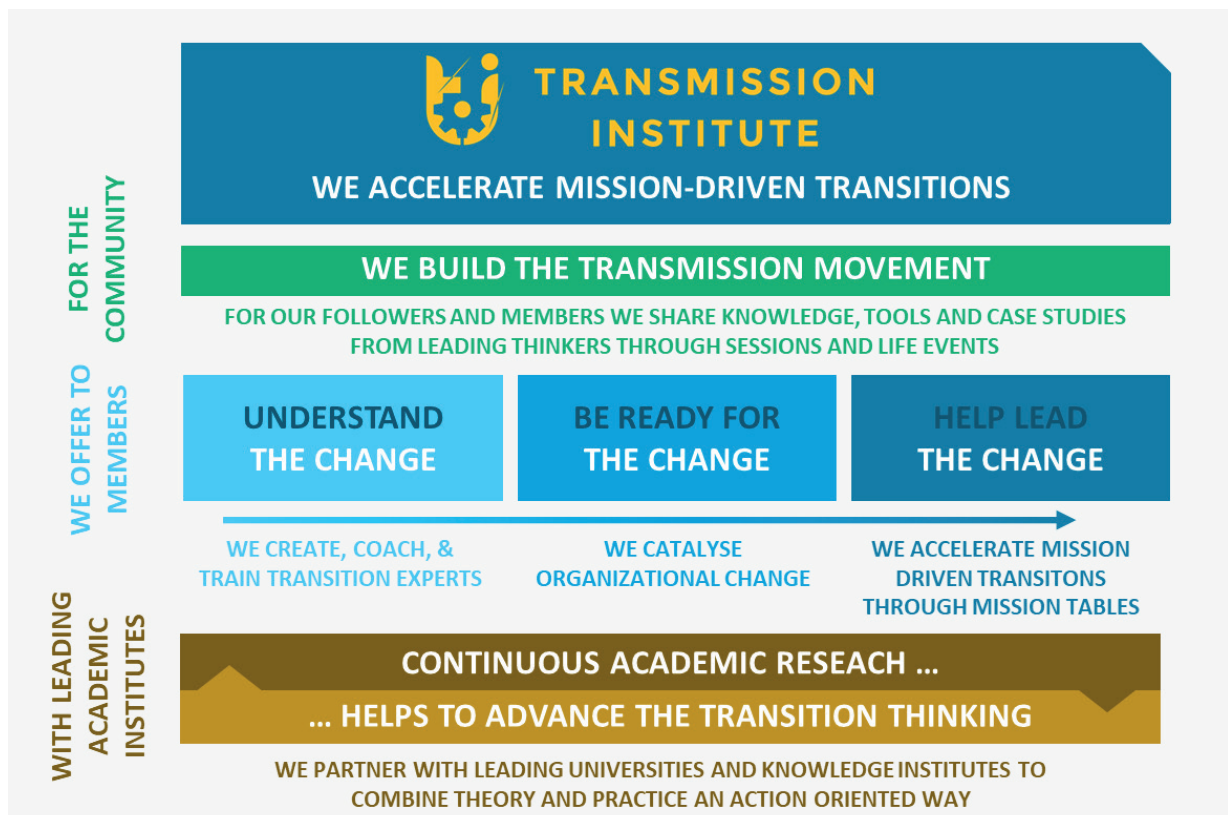 TRANSMISSION
INSTITUTE
WE ACCELERATE MISSION-DRIVEN TRANSITIONS
FOR THE
COMMUNITY
WE BUILD THE TRANSMISSION MOVEMENT
FOR OUR FOLLOWERS AND MEMBERS WE SHARE KNOWLEDGE, TOOLS AND CASE STUDIES
FROM LEADING THINKERS THROUGH SESSIONS AND LIFE EVENTS
WE OFFER TO
MEMBERS
UNDERSTAND
THE CHANGE
BE READY FOR
THE CHANGE
HELP LEAD
THE CHANGE
WE CREATE, COACH, &
TRAIN TRANSITION EXPERTS
WE CATALYSE
ORGANIZATIONAL CHANGE
WE ACCELERATE MISSION
DRIVEN TRANSITONS
THROUGH MISSION TABLES
WITH LEADING
ACADEMIC
INSTITUTES
CONTINUOUS ACADEMIC RESEACH ...
... HELPS TO ADVANCE THE TRANSITION THINKING
WE PARTNER WITH LEADING UNIVERSITIES AND KNOWLEDGE INSTITUTES TO
COMBINE THEORY AND PRACTICE AN ACTION ORIENTED WAY